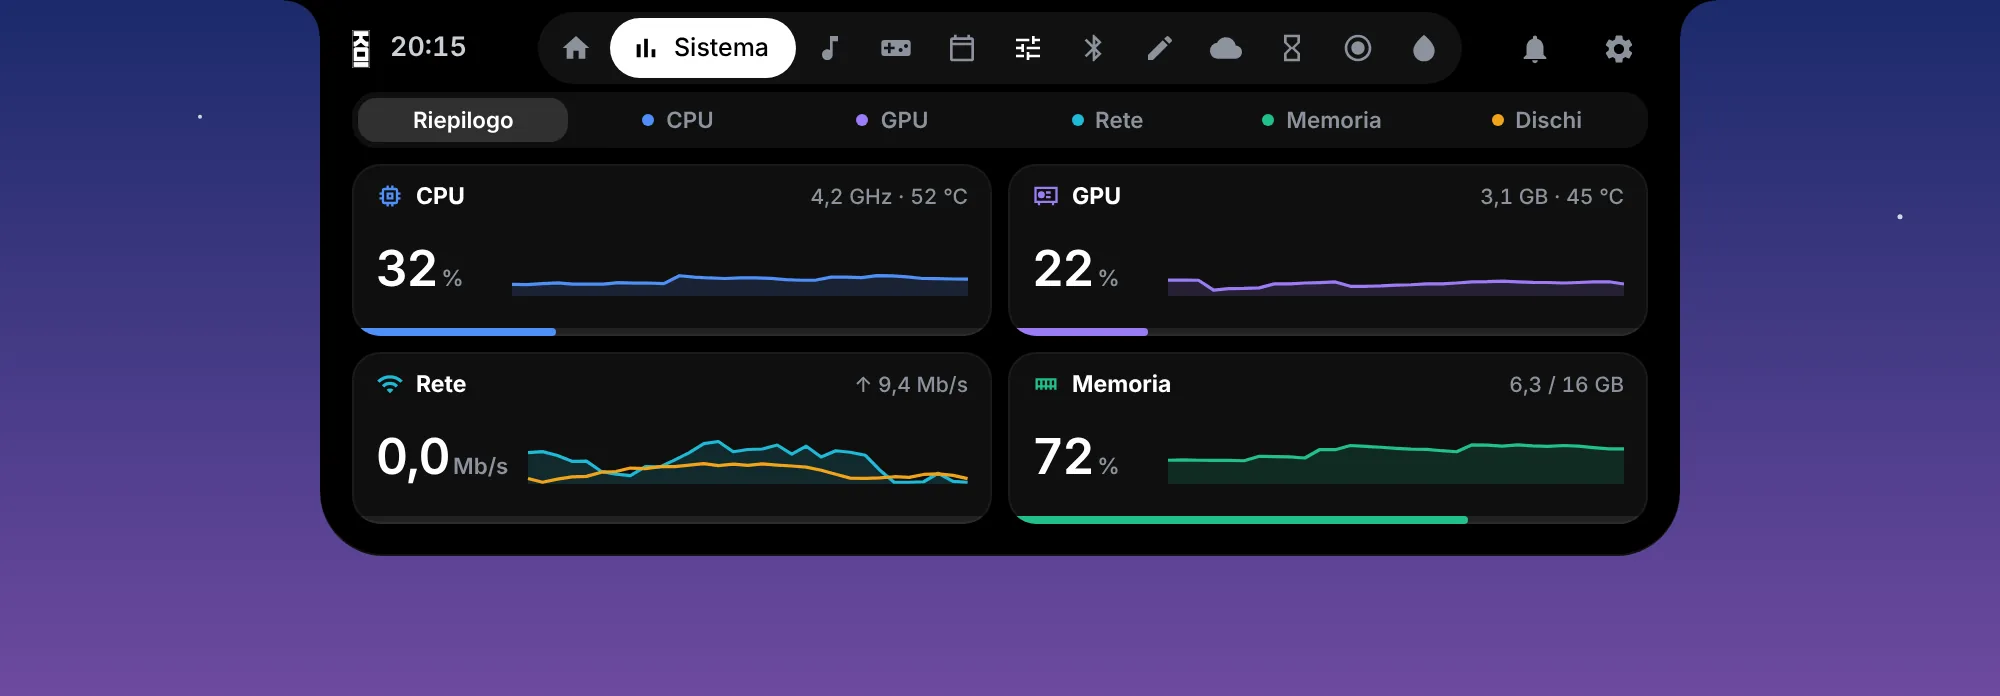 20:15
Sistema
Riepilogo
CPU
GPU
Rete
Memoria
Dischi
CPU
4,2 GHz · 52 °C
32 %
GPU
3,1 GB · 45 °C
22 %
Rete
↑ 9,4 Mb/s
0,0 Mb/s
Memoria
6,3 / 16 GB
72 %